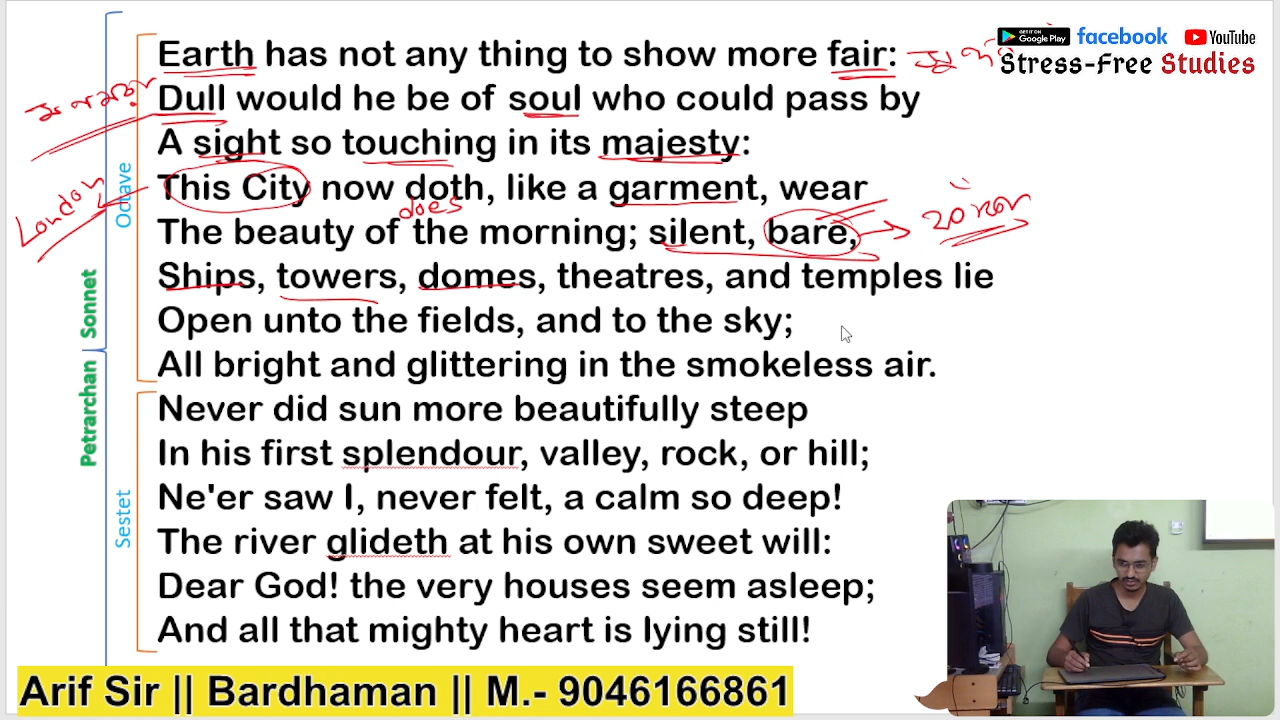 GET IT ON Google Play facebook YouTube
Stress-Free Studies
Earth has not any thing to show more fair:
Dull would he be of soul who could pass by
A sight so touching in its majesty:
This City now doth, like a garment, wear
London
does
The beauty of the morning; silent, bare,
Ships, towers, domes, theatres, and temples lie
Open unto the fields, and to the sky;
All bright and glittering in the smokeless air.
Octave
Never did sun more beautifully steep
In his first splendour, valley, rock, or hill;
Ne'er saw I, never felt, a calm so deep!
The river glideth at his own sweet will:
Dear God! the very houses seem asleep;
And all that mighty heart is lying still!
Sestet
Petrarchan Sonnet
Arif Sir || Bardhaman || M.- 9046166861